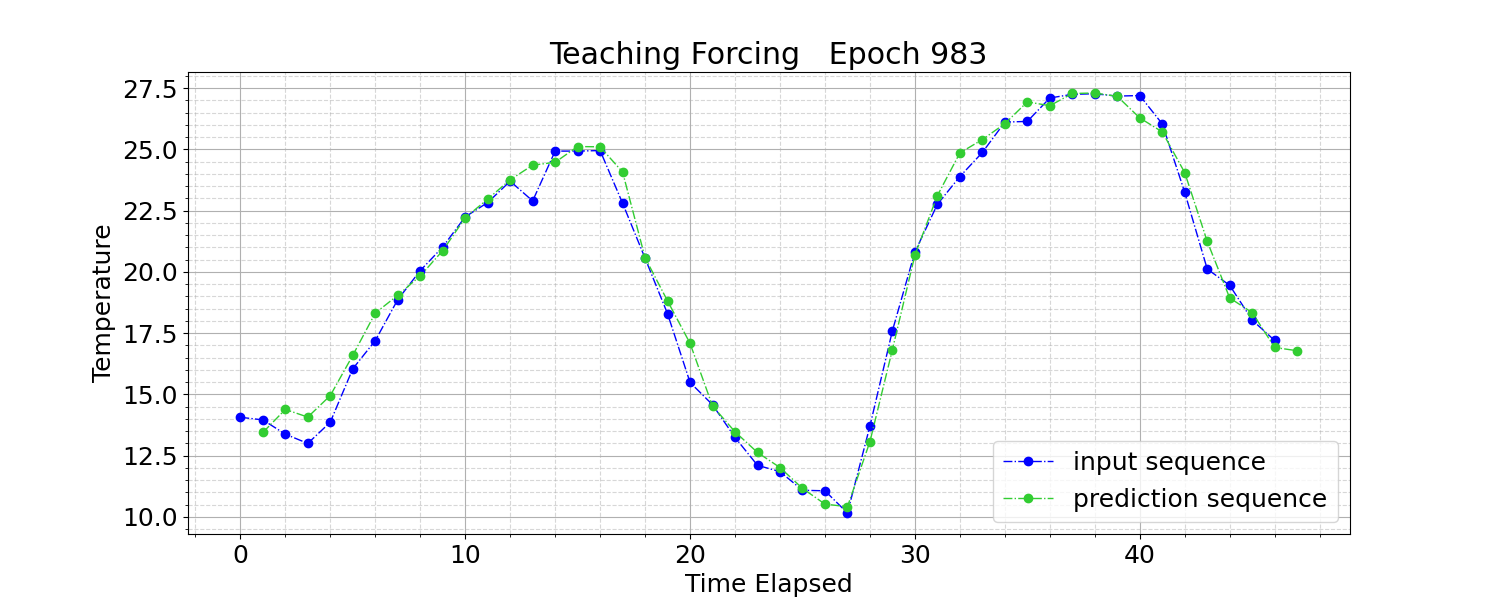 Teaching Forcing   Epoch 983
27.5
25.0
22.5
20.0
17.5
15.0
12.5
10.0
Temperature
input sequence
prediction sequence
0 10 20 30 40
Time Elapsed